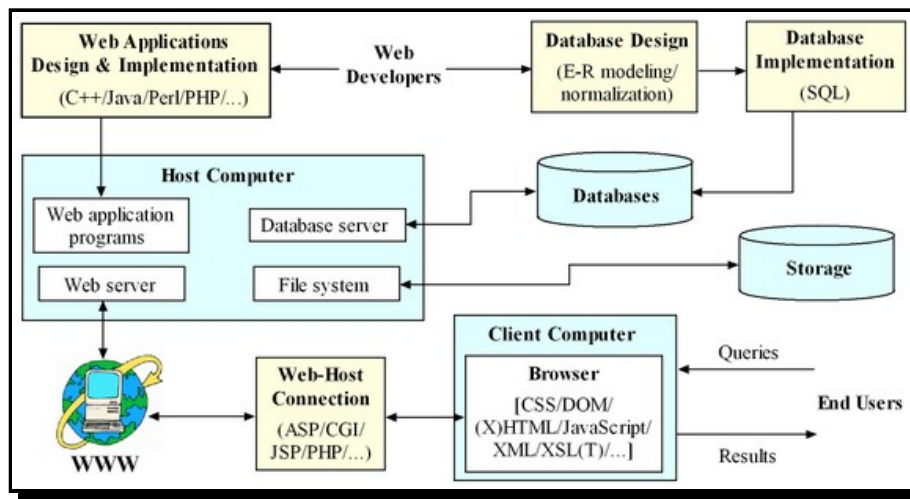 Web Applications
Design & Implementation
(C++/Java/Perl/PHP/...)
Web
Developers
Database Design
(E-R modeling/
normalization)
Database
Implementation
(SQL)
Host Computer
Web application
programs
Database server
Web server
File system
Databases
Storage
WWW
Web-Host
Connection
(ASP/CGI/
JSP/PHP/...)
Client Computer
Browser
[CSS/DOM/
(X)HTML/JavaScript/
XML/XSL(T)/...]
Queries
End Users
Results